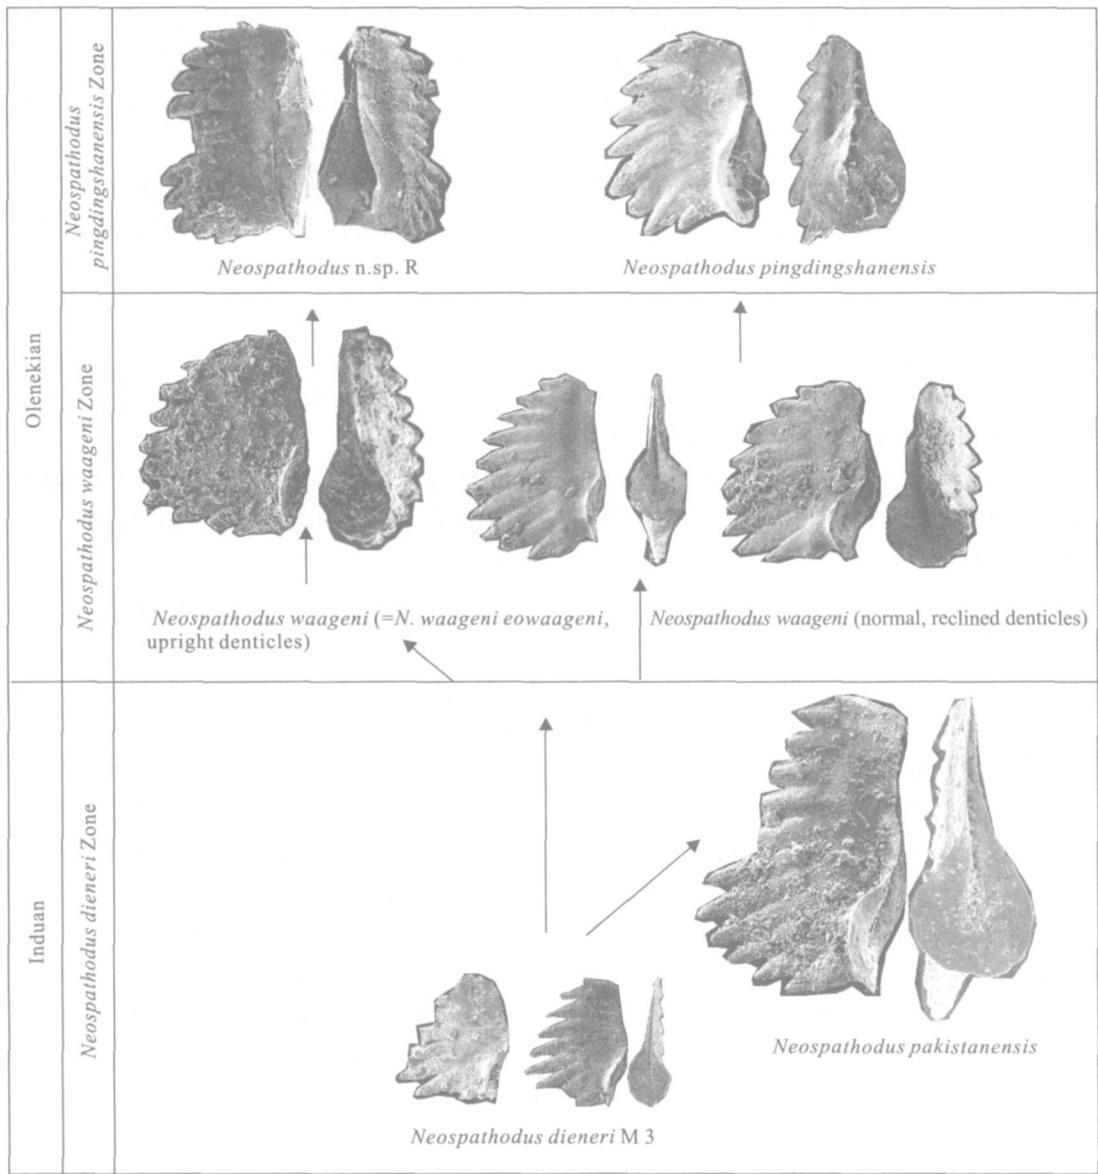 Olenekian
Induan
Neospathodus
pingdingshanensis Zone
Neospathodus waageni Zone
Neospathodus dieneri Zone
Neospathodus n.sp. R
Neospathodus pingdingshanensis
Neospathodus waageni (=N. waageni eowaageni,
upright denticles)
Neospathodus waageni (normal, reclined denticles)
Neospathodus pakistanensis
Neospathodus dieneri M 3